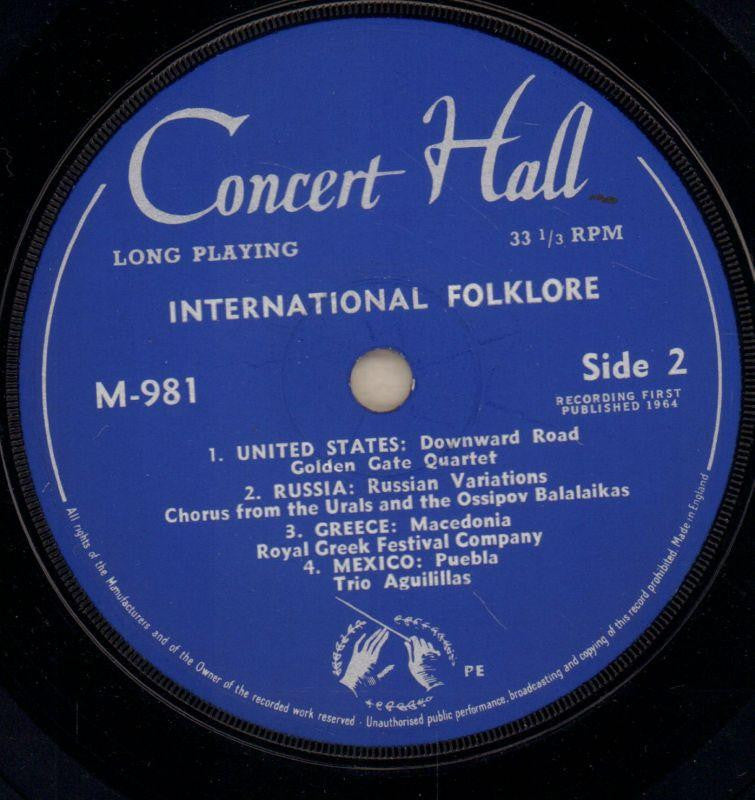 Concert Hall
LONG PLAYING
33 1/3 RPM
INTERNATIONAL FOLKLORE
M-981
Side 2
RECORDING FIRST
PUBLISHED 1964
1. UNITED STATES: Downward Road
Golden Gate Quartet
2. RUSSIA: Russian Variations
Chorus from the Urals and the Ossipov Balalaikas
3. GREECE: Macedonia
Royal Greek Festival Company
4. MEXICO: Puebla
Trio Aguilillas
PE
All rights of the Manufacturers and of the Owner of the recorded work reserved · Unauthorised public performance, broadcasting and copying of this record prohibited Made in England